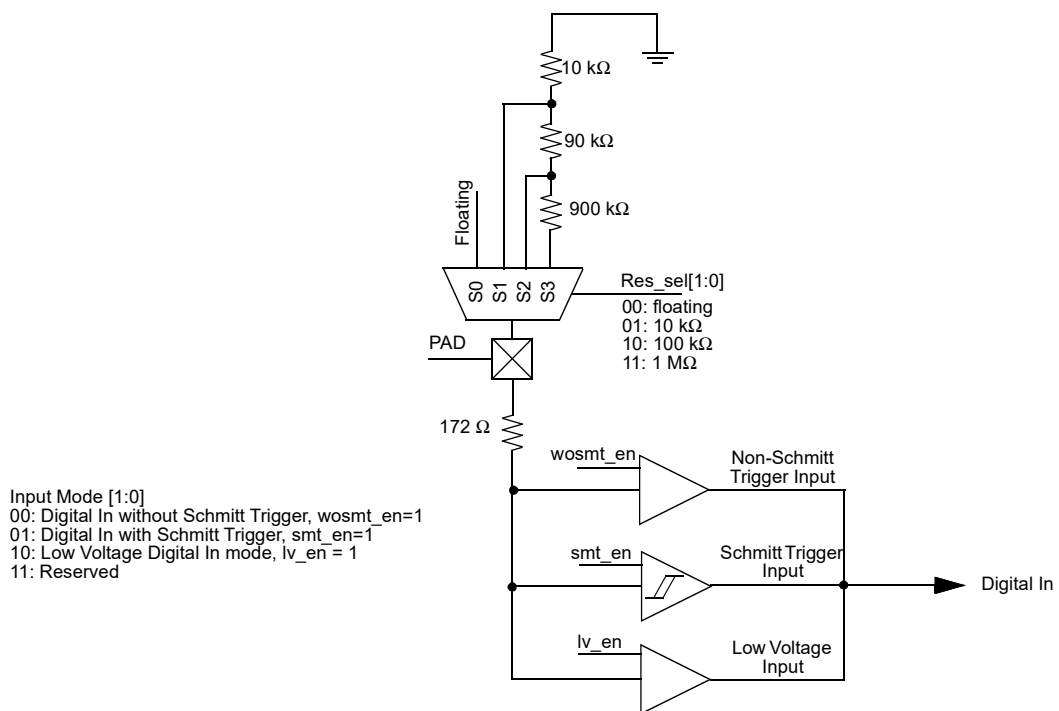 10 kΩ
90 kΩ
900 kΩ
Floating
S0
S1
S2
S3
Res_sel[1:0]
00: floating
01: 10 kΩ
10: 100 kΩ
11: 1 MΩ
PAD
172 Ω
wosmt_en
Non-Schmitt
Trigger Input
Input Mode [1:0]
00: Digital In without Schmitt Trigger, wosmt_en=1
01: Digital In with Schmitt Trigger, smt_en=1
10: Low Voltage Digital In mode, lv_en = 1
11: Reserved
smt_en
Schmitt Trigger
Input
Digital In
lv_en
Low Voltage
Input